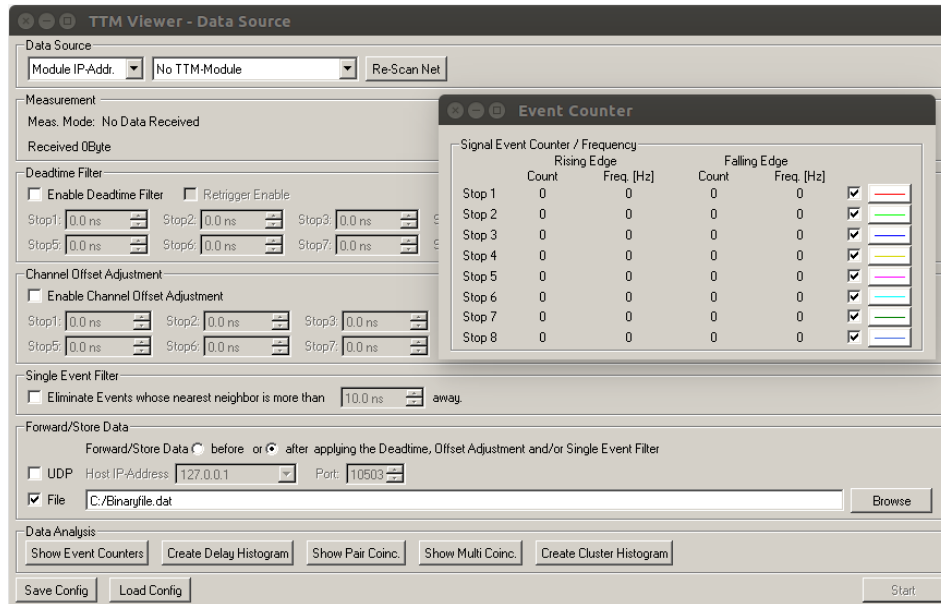 TTM Viewer - Data Source
Data Source
Module IP-Addr. No TTM-Module Re-Scan Net
Measurement
Meas. Mode: No Data Received
Received 0Byte
Deadtime Filter
Enable Deadtime Filter Retrigger Enable
Stop1: 0.0 ns Stop2: 0.0 ns Stop3: 0.0 ns S
Stop5: 0.0 ns Stop6: 0.0 ns Stop7: 0.0 ns S
Channel Offset Adjustment
Enable Channel Offset Adjustment
Stop1: 0.0 ns Stop2: 0.0 ns Stop3: 0.0 ns
Stop5: 0.0 ns Stop6: 0.0 ns Stop7: 0.0 ns
Event Counter
Signal Event Counter / Frequency
Rising Edge Falling Edge
Count Freq. [Hz] Count Freq. [Hz]
Stop 1 0 0 0 0
Stop 2 0 0 0 0
Stop 3 0 0 0 0
Stop 4 0 0 0 0
Stop 5 0 0 0 0
Stop 6 0 0 0 0
Stop 7 0 0 0 0
Stop 8 0 0 0 0
Single Event Filter
Eliminate Events whose nearest neighbor is more than 10.0 ns away.
Forward/Store Data
Forward/Store Data before or after applying the Deadtime, Offset Adjustment and/or Single Event Filter
UDP Host IP-Address 127.0.0.1 Port: 10503
File C:/Binaryfile.dat Browse
Data Analysis
Show Event Counters Create Delay Histogram Show Pair Coinc. Show Multi Coinc. Create Cluster Histogram
Save Config Load Config Start